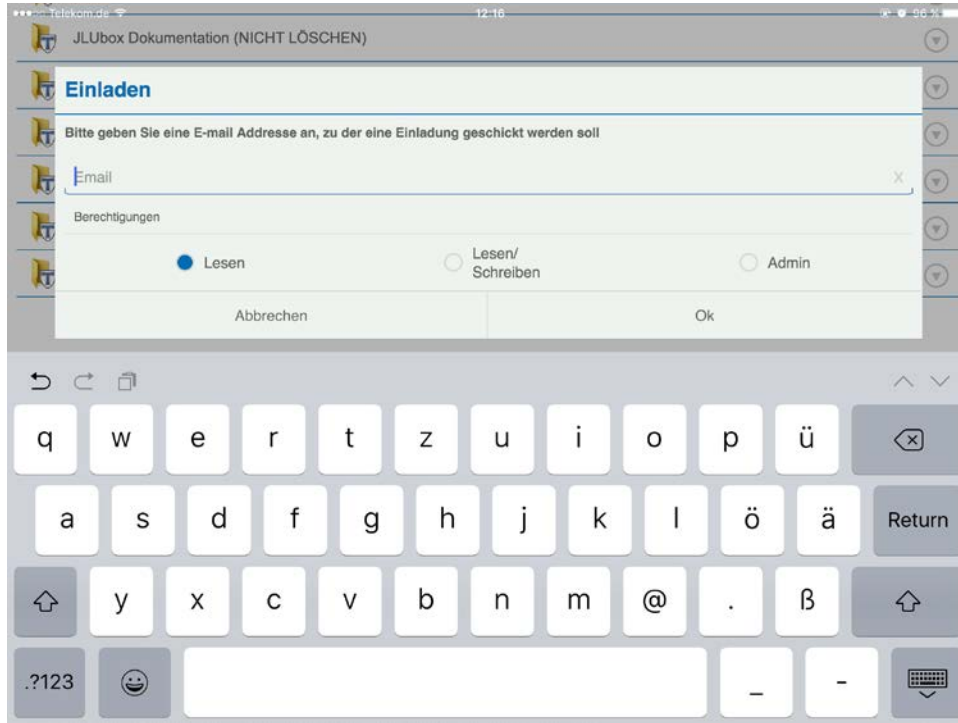 Telekom.de 12:16 96 %
JLUbox Dokumentation (NICHT LÖSCHEN)
Einladen
Bitte geben Sie eine E-mail Addresse an, zu der eine Einladung geschickt werden soll
Email X
Berechtigungen
Lesen Lesen/ Admin
Schreiben
Abbrechen Ok
q w e r t z u i o p ü
a s d f g h j k l ö ä Return
y x c v b n m @ . ß
.?123 _ -